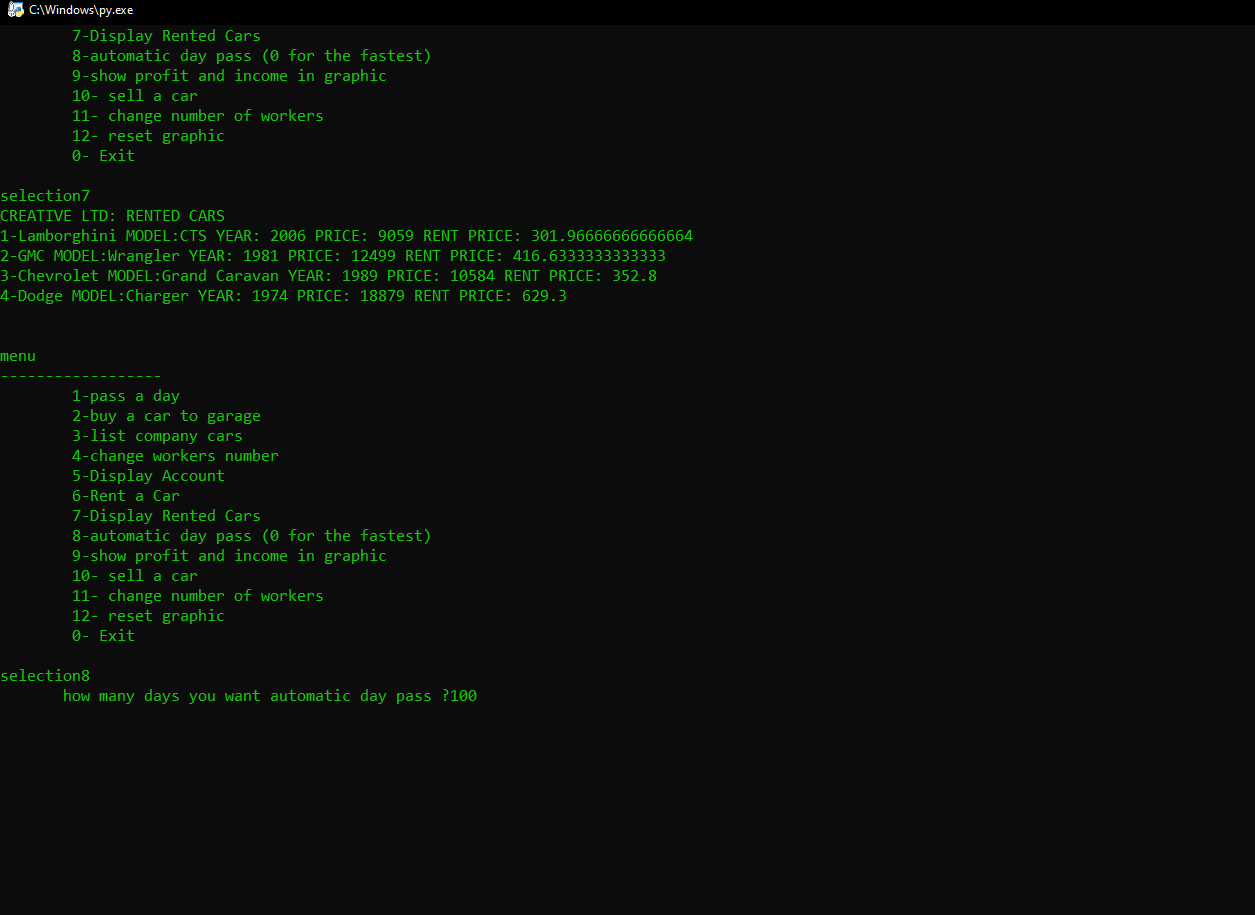 C:\Windows\py.exe
7-Display Rented Cars
8-automatic day pass (0 for the fastest)
9-show profit and income in graphic
10- sell a car
11- change number of workers
12- reset graphic
0- Exit
selection7
CREATIVE LTD: RENTED CARS
1-Lamborghini MODEL:CTS YEAR: 2006 PRICE: 9059 RENT PRICE: 301.96666666666664
2-GMC MODEL:Wrangler YEAR: 1981 PRICE: 12499 RENT PRICE: 416.6333333333333
3-Chevrolet MODEL:Grand Caravan YEAR: 1989 PRICE: 10584 RENT PRICE: 352.8
4-Dodge MODEL:Charger YEAR: 1974 PRICE: 18879 RENT PRICE: 629.3
menu
------------------
1-pass a day
2-buy a car to garage
3-list company cars
4-change workers number
5-Display Account
6-Rent a Car
7-Display Rented Cars
8-automatic day pass (0 for the fastest)
9-show profit and income in graphic
10- sell a car
11- change number of workers
12- reset graphic
0- Exit
selection8
how many days you want automatic day pass ?100